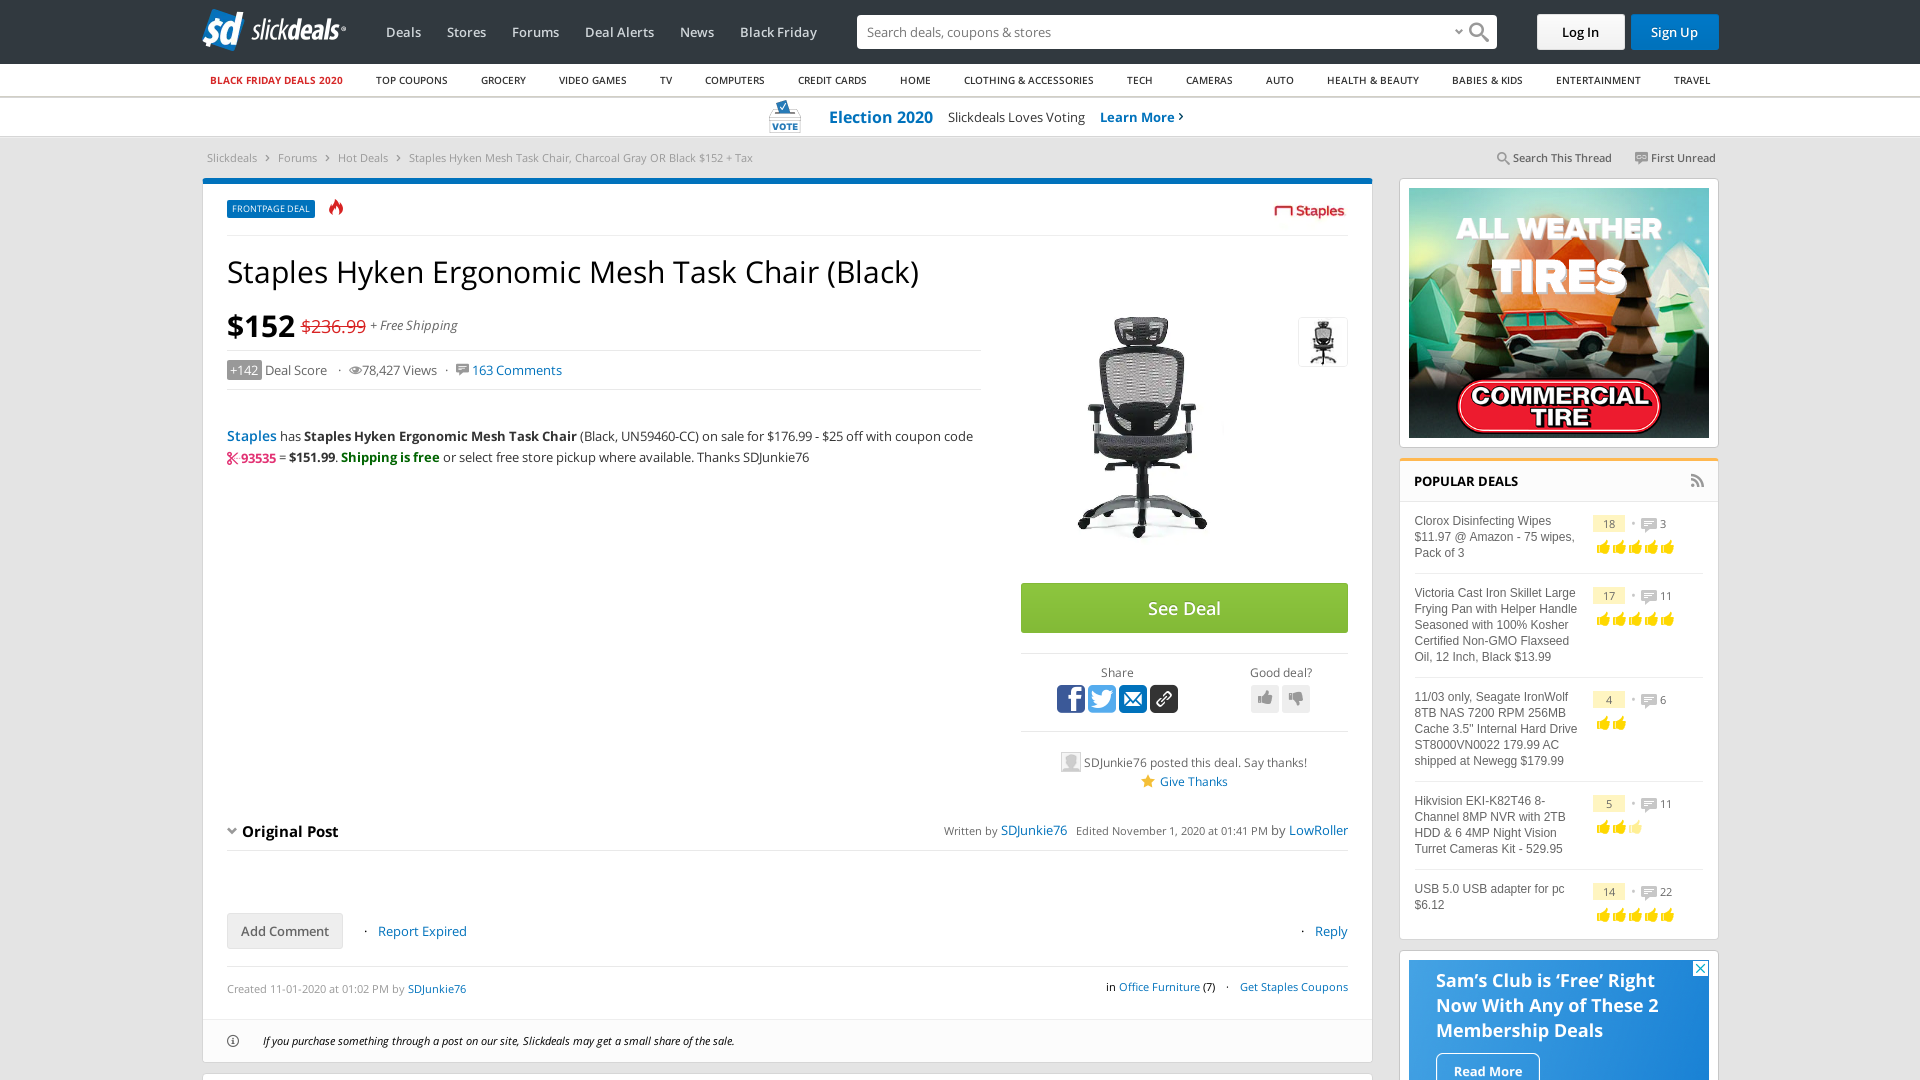 sd slickdeals
Deals Stores Forums Deal Alerts News Black Friday
Search deals, coupons & stores
Log In Sign Up
BLACK FRIDAY DEALS 2020 TOP COUPONS GROCERY VIDEO GAMES TV COMPUTERS CREDIT CARDS HOME CLOTHING & ACCESSORIES TECH CAMERAS AUTO HEALTH & BEAUTY BABIES & KIDS ENTERTAINMENT TRAVEL
VOTE Election 2020 Slickdeals Loves Voting Learn More
Slickdeals Forums Hot Deals Staples Hyken Mesh Task Chair, Charcoal Gray OR Black $152 + Tax
Search This Thread First Unread
FRONTPAGE DEAL
Staples
Staples Hyken Ergonomic Mesh Task Chair (Black)
$152 $236.99 + Free Shipping
+142 Deal Score · 78,427 Views · 163 Comments
Staples has Staples Hyken Ergonomic Mesh Task Chair (Black, UN59460-CC) on sale for $176.99 - $25 off with coupon code
93535 = $151.99. Shipping is free or select free store pickup where available. Thanks SDJunkie76
See Deal
Share Good deal?
SDJunkie76 posted this deal. Say thanks!
Give Thanks
Original Post
Written by SDJunkie76 Edited November 1, 2020 at 01:41 PM by LowRoller
Add Comment · Report Expired
· Reply
Created 11-01-2020 at 01:02 PM by SDJunkie76
in Office Furniture (7) · Get Staples Coupons
If you purchase something through a post on our site, Slickdeals may get a small share of the sale.
ALL WEATHER
TIRES
COMMERCIAL
TIRE
POPULAR DEALS
Clorox Disinfecting Wipes
$11.97 @ Amazon - 75 wipes,
Pack of 3
18 • 3
Victoria Cast Iron Skillet Large
Frying Pan with Helper Handle
Seasoned with 100% Kosher
Certified Non-GMO Flaxseed
Oil, 12 Inch, Black $13.99
17 • 11
11/03 only, Seagate IronWolf
8TB NAS 7200 RPM 256MB
Cache 3.5" Internal Hard Drive
ST8000VN0022 179.99 AC
shipped at Newegg $179.99
4 • 6
Hikvision EKI-K82T46 8-
Channel 8MP NVR with 2TB
HDD & 6 4MP Night Vision
Turret Cameras Kit - 529.95
5 • 11
USB 5.0 USB adapter for pc
$6.12
14 • 22
Sam's Club is ‘Free’ Right
Now With Any of These 2
Membership Deals
Read More